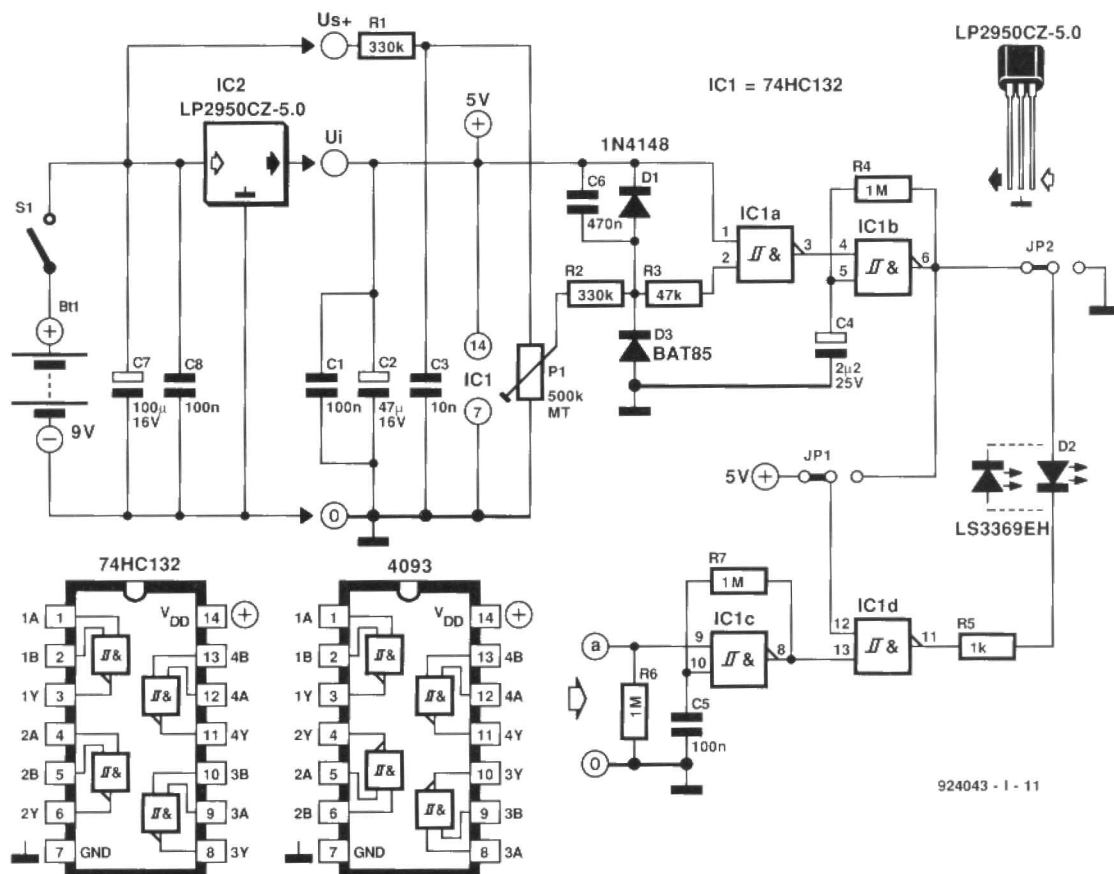 Us+
R1
330k
LP2950CZ-5.0
IC2
LP2950CZ-5.0
IC1 = 74HC132
5V
+
Ui
1N4148
C6
470n
D1
R4
1M
S1
IC1a
IC1b
1
2
&
3
4
5
&
6
JP2
R2
330k
R3
47k
Bt1
+
D3
BAT85
C4
2µ2
25V
C7
100µ
16V
C8
100n
C1
100n
C2
47µ
16V
C3
10n
14
IC1
7
P1
500k
MT
9V
−
0
5V
+
JP1
D2
LS3369EH
74HC132
4093
R7
1M
IC1c
IC1d
a
9
10
&
8
12
13
&
11
R5
1k
R6
1M
C5
100n
0
1A 1 VDD 14 +
1B 2 & 13 4B
1Y 3 & 12 4A
2A 4 11 4Y
2B 5 & 10 3B
2Y 6 & 9 3A
7 GND 8 3Y
1A 1 VDD 14 +
1B 2 & 13 4B
1Y 3 & 12 4A
2Y 4 11 4Y
2A 5 & 10 3Y
2B 6 & 9 3B
7 GND 8 3A
924043 - I - 11